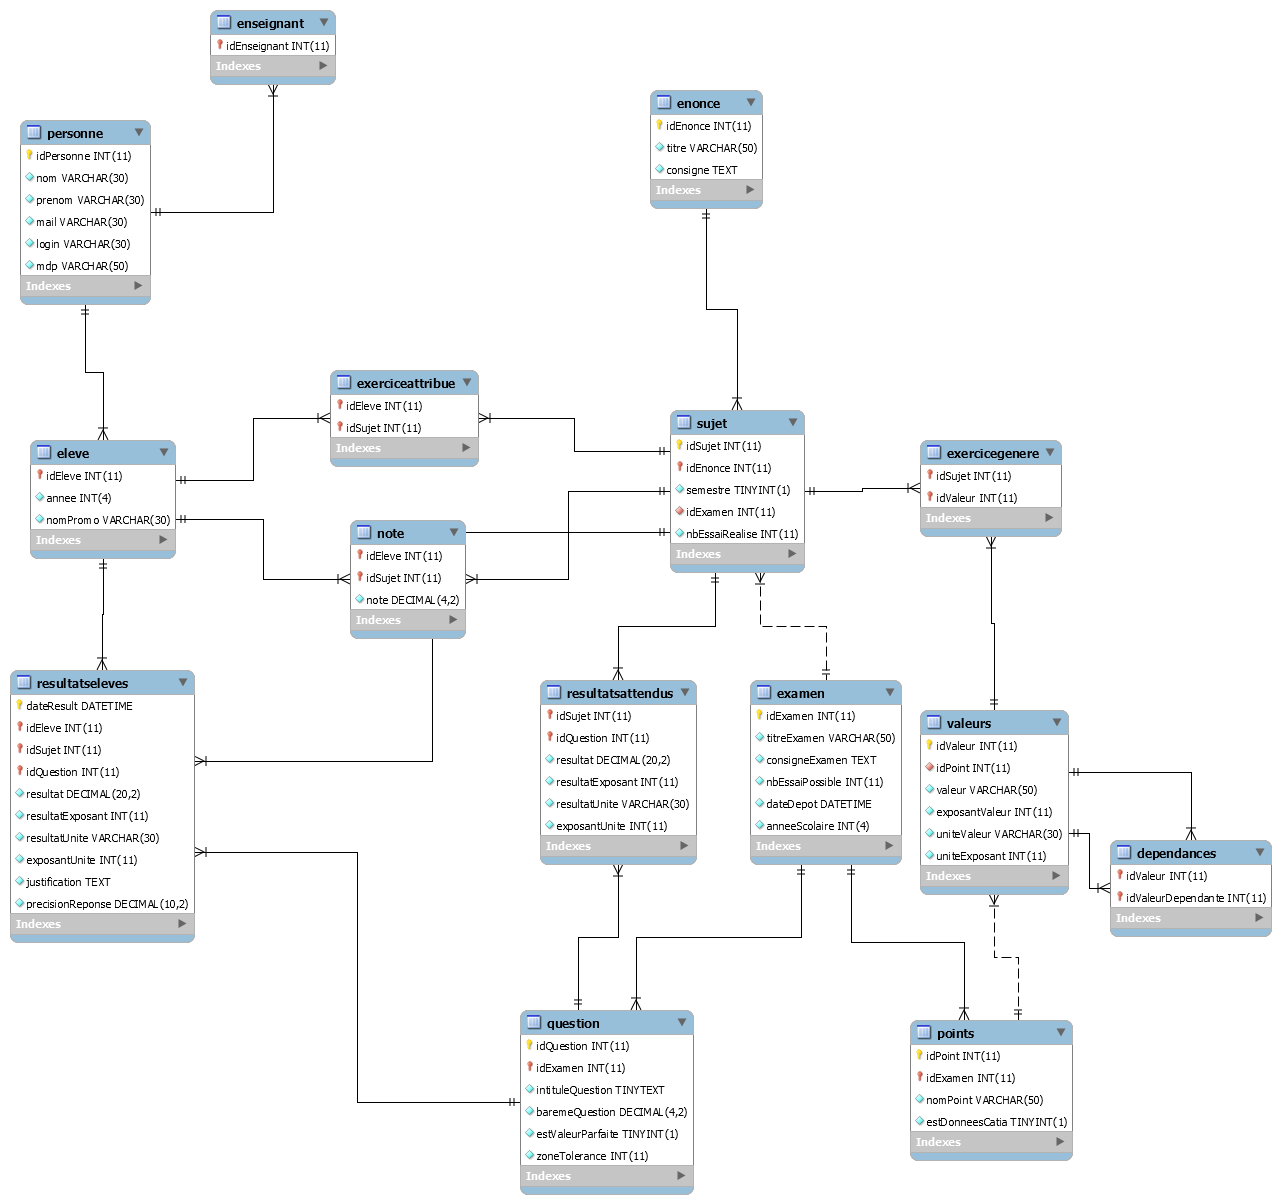 enseignant
idEnseignant INT(11)
Indexes
personne
idPersonne INT(11)
nom VARCHAR(30)
prenom VARCHAR(30)
mail VARCHAR(30)
login VARCHAR(30)
mdp VARCHAR(50)
Indexes
enonce
idEnonce INT(11)
titre VARCHAR(50)
consigne TEXT
Indexes
exerciceattribue
idEleve INT(11)
idSujet INT(11)
Indexes
eleve
idEleve INT(11)
annee INT(4)
nomPromo VARCHAR(30)
Indexes
note
idEleve INT(11)
idSujet INT(11)
note DECIMAL(4,2)
Indexes
sujet
idSujet INT(11)
idEnonce INT(11)
semestre TINYINT(1)
idExamen INT(11)
nbEssaiRealise INT(11)
Indexes
exercicegenere
idSujet INT(11)
idValeur INT(11)
Indexes
resultatseleves
dateResult DATETIME
idEleve INT(11)
idSujet INT(11)
idQuestion INT(11)
resultat DECIMAL(20,2)
resultatExposant INT(11)
resultatUnite VARCHAR(30)
exposantUnite INT(11)
justification TEXT
precisionReponse DECIMAL(10,2)
Indexes
resultatsattendus
idSujet INT(11)
idQuestion INT(11)
resultat DECIMAL(20,2)
resultatExposant INT(11)
resultatUnite VARCHAR(30)
exposantUnite INT(11)
Indexes
examen
idExamen INT(11)
titreExamen VARCHAR(50)
consigneExamen TEXT
nbEssaiPossible INT(11)
dateDepot DATETIME
anneeScolaire INT(4)
Indexes
valeurs
idValeur INT(11)
idPoint INT(11)
valeur VARCHAR(50)
exposantValeur INT(11)
uniteValeur VARCHAR(30)
uniteExposant INT(11)
Indexes
dependances
idValeur INT(11)
idValeurDependante INT(11)
Indexes
question
idQuestion INT(11)
idExamen INT(11)
intituleQuestion TINYTEXT
baremeQuestion DECIMAL(4,2)
estValeurParfaite TINYINT(1)
zoneTolerance INT(11)
Indexes
points
idPoint INT(11)
idExamen INT(11)
nomPoint VARCHAR(50)
estDonneesCatia TINYINT(1)
Indexes